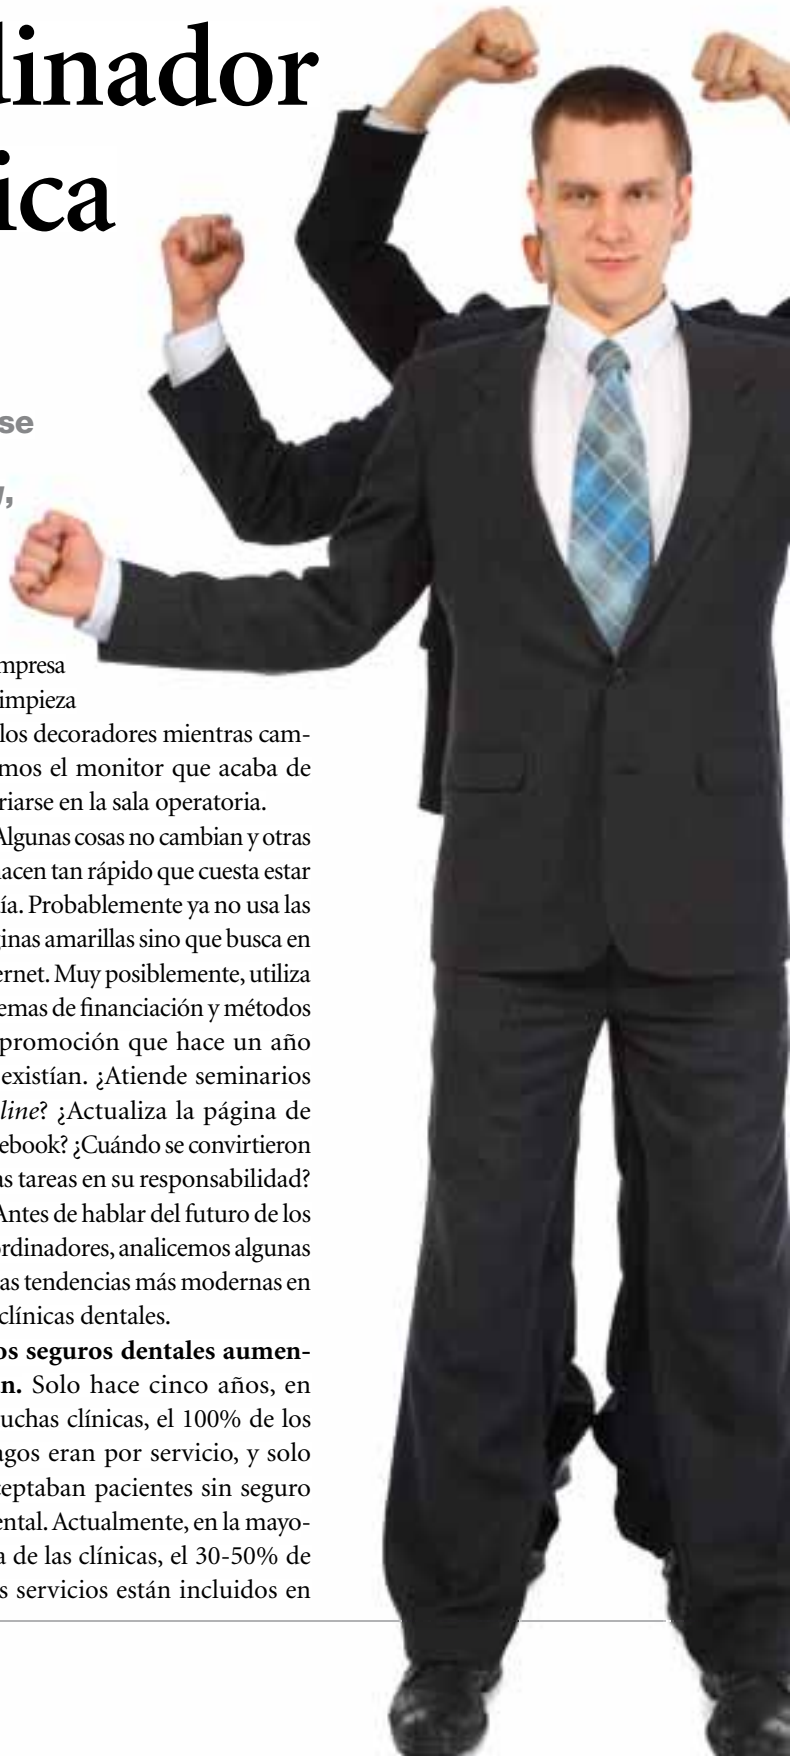 dinador
ica
se
y,
mpresa
impieza
los decoradores mientras cam-
mos el monitor que acaba de
riarse en la sala operatoria.
Algunas cosas no cambian y otras
acen tan rápido que cuesta estar
ía. Probablemente ya no usa las
inas amarillas sino que busca en
ernet. Muy posiblemente, utiliza
emas de financiación y métodos
promoción que hace un año
existían. ¿Atiende seminarios
line? ¿Actualiza la página de
ebook? ¿Cuándo se convirtieron
as tareas en su responsabilidad?
Antes de hablar del futuro de los
rdinadores, analicemos algunas
as tendencias más modernas en
clínicas dentales.
os seguros dentales aumen-
n. Solo hace cinco años, en
uchas clínicas, el 100% de los
agos eran por servicio, y solo
eptaban pacientes sin seguro
ental. Actualmente, en la mayo-
a de las clínicas, el 30-50% de
s servicios están incluidos en